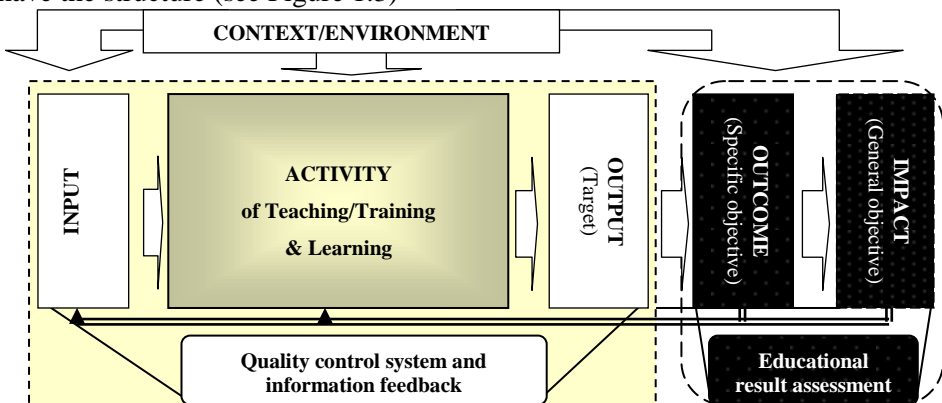 have the structure (see Figure 1.3)
CONTEXT/ENVIRONMENT
INPUT
ACTIVITY
of Teaching/Training
& Learning
OUTPUT
(Target)
OUTCOME
(Specific objective)
IMPACT
(General objective)
Quality control system and
information feedback
Educational
result assessment